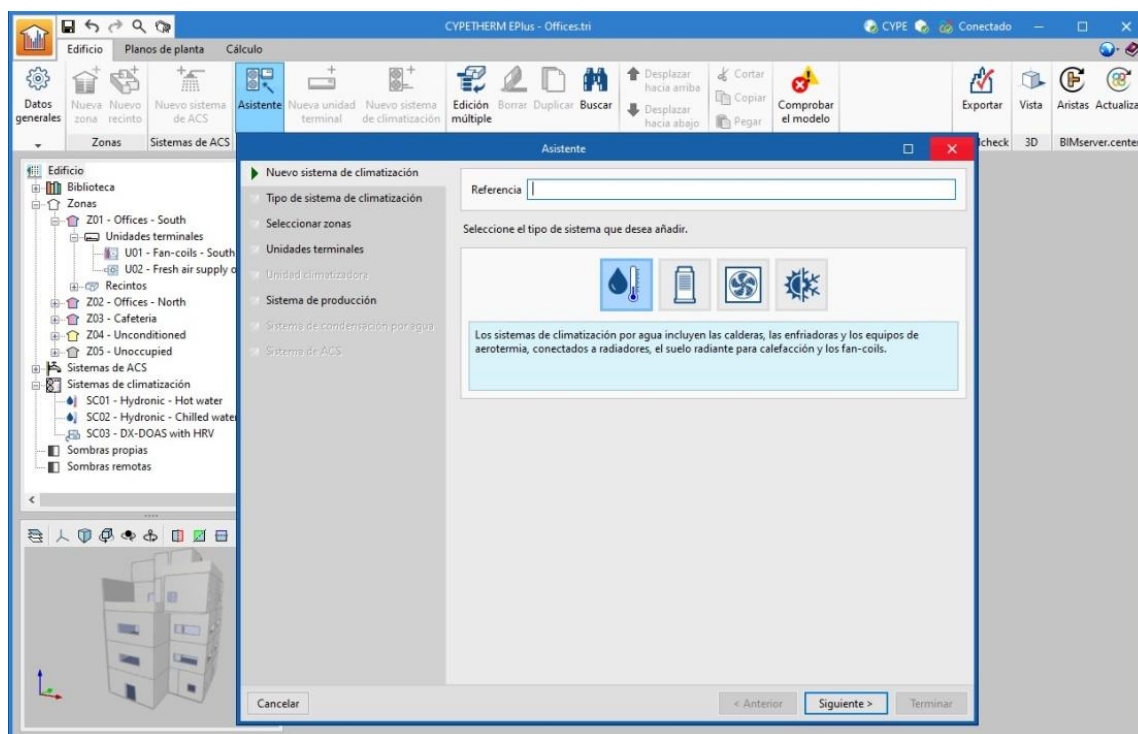 CYPETHERM EPlus - Offices.tri
CYPE
Conectado
Edificio
Planos de planta
Cálculo
Datos
generales
Nueva
zona
Nuevo
recinto
Zonas
Nuevo sistema
de ACS
Sistemas de ACS
Asistente
Nueva unidad
terminal
Nuevo sistema
de climatización
Edición
múltiple
Borrar
Duplicar
Buscar
Desplazar
hacia arriba
Desplazar
hacia abajo
Cortar
Copiar
Pegar
Comprobar
el modelo
Exportar
Vista
Aristas
Actualiza
lcheck
3D
BIMserver.center
Edificio
Biblioteca
Zonas
Z01 - Offices - South
Unidades terminales
U01 - Fan-coils - South
U02 - Fresh air supply o
Recintos
Z02 - Offices - North
Z03 - Cafeteria
Z04 - Unconditioned
Z05 - Unoccupied
Sistemas de ACS
Sistemas de climatización
SC01 - Hydronic - Hot water
SC02 - Hydronic - Chilled water
SC03 - DX-DOAS with HRV
Sombras propias
Sombras remotas
Asistente
Nuevo sistema de climatización
Tipo de sistema de climatización
Seleccionar zonas
Unidades terminales
Unidad climatizadora
Sistema de producción
Sistema de condensación por agua
Sistema de ACS
Referencia
Seleccione el tipo de sistema que desea añadir.
Los sistemas de climatización por agua incluyen las calderas, las enfriadoras y los equipos de
aerotermia, conectados a radiadores, el suelo radiante para calefacción y los fan-coils.
Cancelar
< Anterior
Siguiente >
Terminar